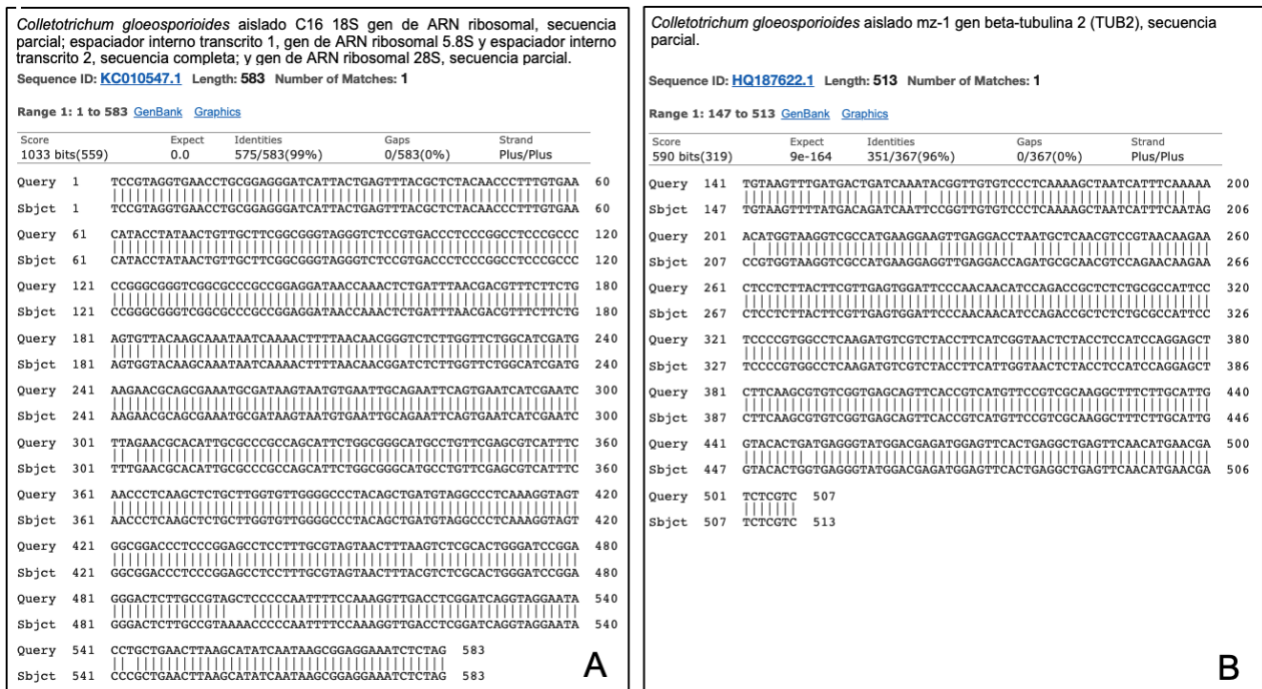 Colletotrichum gloeosporioides aislado C16 18S gen de ARN ribosomal, secuencia
parcial; espaciador interno transcrito 1, gen de ARN ribosomal 5.8S y espaciador interno
transcrito 2, secuencia completa; y gen de ARN ribosomal 28S, secuencia parcial.
Sequence ID: KC010547.1 Length: 583 Number of Matches: 1
Range 1: 1 to 583 GenBank Graphics
Score Expect Identities Gaps Strand
1033 bits(559) 0.0 575/583(99%) 0/583(0%) Plus/Plus
Query 1 TCCGTAGGTGAACCTGCGGAGGGATCATTACTGAGTTTACGCTCTACAACCCTTTGTGAA 60
Sbjct 1 TCCGTAGGTGAACCTGCGGAGGGATCATTACTGAGTTTACGCTCTACAACCCTTTGTGAA 60
Query 61 CATACCTATAACTGTTGCTTCGGCGGGTAGGGTCTCCGTGACCCTCCCGGCCTCCCGCCC 120
Sbjct 61 CATACCTATAACTGTTGCTTCGGCGGGTAGGGTCTCCGTGACCCTCCCGGCCTCCCGCCC 120
Query 121 CCGGGCGGGTCGGCGCCCGCCGGAGGATAACCAAACTCTGATTTAACGACGTTTCTTCTG 180
Sbjct 121 CCGGGCGGGTCGGCGCCCGCCGGAGGATAACCAAACTCTGATTTAACGACGTTTCTTCTG 180
Query 181 AGTGTTACAAGCAAATAATCAAAACTTTTAACAACGGGTCTCTTGGTTCTGGCATCGATG 240
Sbjct 181 AGTGGTACAAGCAAATAATCAAAACTTTTAACAACGGATCTCTTGGTTCTGGCATCGATG 240
Query 241 AAGAACGCAGCGAAATGCGATAAGTAATGTGAATTGCAGAATTCAGTGAATCATCGAATC 300
Sbjct 241 AAGAACGCAGCGAAATGCGATAAGTAATGTGAATTGCAGAATTCAGTGAATCATCGAATC 300
Query 301 TTAGAACGCACATTGCGCCCGCCAGCATTCTGGCGGGCATGCCTGTTCGAGCGTCATTTC 360
Sbjct 301 TTTGAACGCACATTGCGCCCGCCAGCATTCTGGCGGGCATGCCTGTTCGAGCGTCATTTC 360
Query 361 AACCCTCAAGCTCTGCTTGGTGTTGGGGCCCTACAGCTGATGTAGGCCCTCAAAGGTAGT 420
Sbjct 361 AACCCTCAAGCTCTGCTTGGTGTTGGGGCCCTACAGCTGATGTAGGCCCTCAAAGGTAGT 420
Query 421 GGCGGACCCTCCCGGAGCCTCCTTTGCGTAGTAACTTTAAGTCTCGCACTGGGATCCGGA 480
Sbjct 421 GGCGGACCCTCCCGGAGCCTCCTTTGCGTAGTAACTTTACGTCTCGCACTGGGATCCGGA 480
Query 481 GGGACTCTTGCCGTAGCTCCCCCAATTTTCCAAAGGTTGACCTCGGATCAGGTAGGAATA 540
Sbjct 481 GGGACTCTTGCCGTAAAACCCCCAATTTTCCAAAGGTTGACCTCGGATCAGGTAGGAATA 540
Query 541 CCTGCTGAACTTAAGCATATCAATAAGCGGAGGAAATCTCTAG 583
Sbjct 541 CCCGCTGAACTTAAGCATATCAATAAGCGGAGGAAATCTCTAG 583
A
Colletotrichum gloeosporioides aislado mz-1 gen beta-tubulina 2 (TUB2), secuencia
parcial.
Sequence ID: HQ187622.1 Length: 513 Number of Matches: 1
Range 1: 147 to 513 GenBank Graphics
Score Expect Identities Gaps Strand
590 bits(319) 9e-164 351/367(96%) 0/367(0%) Plus/Plus
Query 141 TGTAAGTTTGATGACTGATCAAATACGGTTGTGTCCCTCAAAAGCTAATCATTTCAAAAA 200
Sbjct 147 TGTAAGTTTTATGACAGATCAATTCCGGTTGTGTCCCTCAAAAGCTAATCATTTCAATAG 206
Query 201 ACATGGTAAGGTCGCCATGAAGGAAGTTGAGGACCTAATGCTCAACGTCCGTAACAAGAA 260
Sbjct 207 CCGTGGTAAGGTCGCCATGAAGGAGGTTGAGGACCAGATGCGCAACGTCCAGAACAAGAA 266
Query 261 CTCCTCTTACTTCGTTGAGTGGATTCCCAACAACATCCAGACCGCTCTCTGCGCCATTCC 320
Sbjct 267 CTCCTCTTACTTCGTTGAGTGGATTCCCAACAACATCCAGACCGCTCTCTGCGCCATTCC 326
Query 321 TCCCCGTGGCCTCAAGATGTCGTCTACCTTCATCGGTAACTCTACCTCCATCCAGGAGCT 380
Sbjct 327 TCCCCGTGGCCTCAAGATGTCGTCTACCTTCATTGGTAACTCTACCTCCATCCAGGAGCT 386
Query 381 CTTCAAGCGTGTCGGTGAGCAGTTCACCGTCATGTTCCGTCGCAAGGCTTTCTTGCATTG 440
Sbjct 387 CTTCAAGCGTGTCGGTGAGCAGTTCACCGTCATGTTCCGTCGCAAGGCTTTCTTGCATTG 446
Query 441 GTACACTGATGAGGGTATGGACGAGATGGAGTTCACTGAGGCTGAGTTCAACATGAACGA 500
Sbjct 447 GTACACTGGTGAGGGTATGGACGAGATGGAGTTCACTGAGGCTGAGTTCAACATGAACGA 506
Query 501 TCTCGTC 507
Sbjct 507 TCTCGTC 513
B